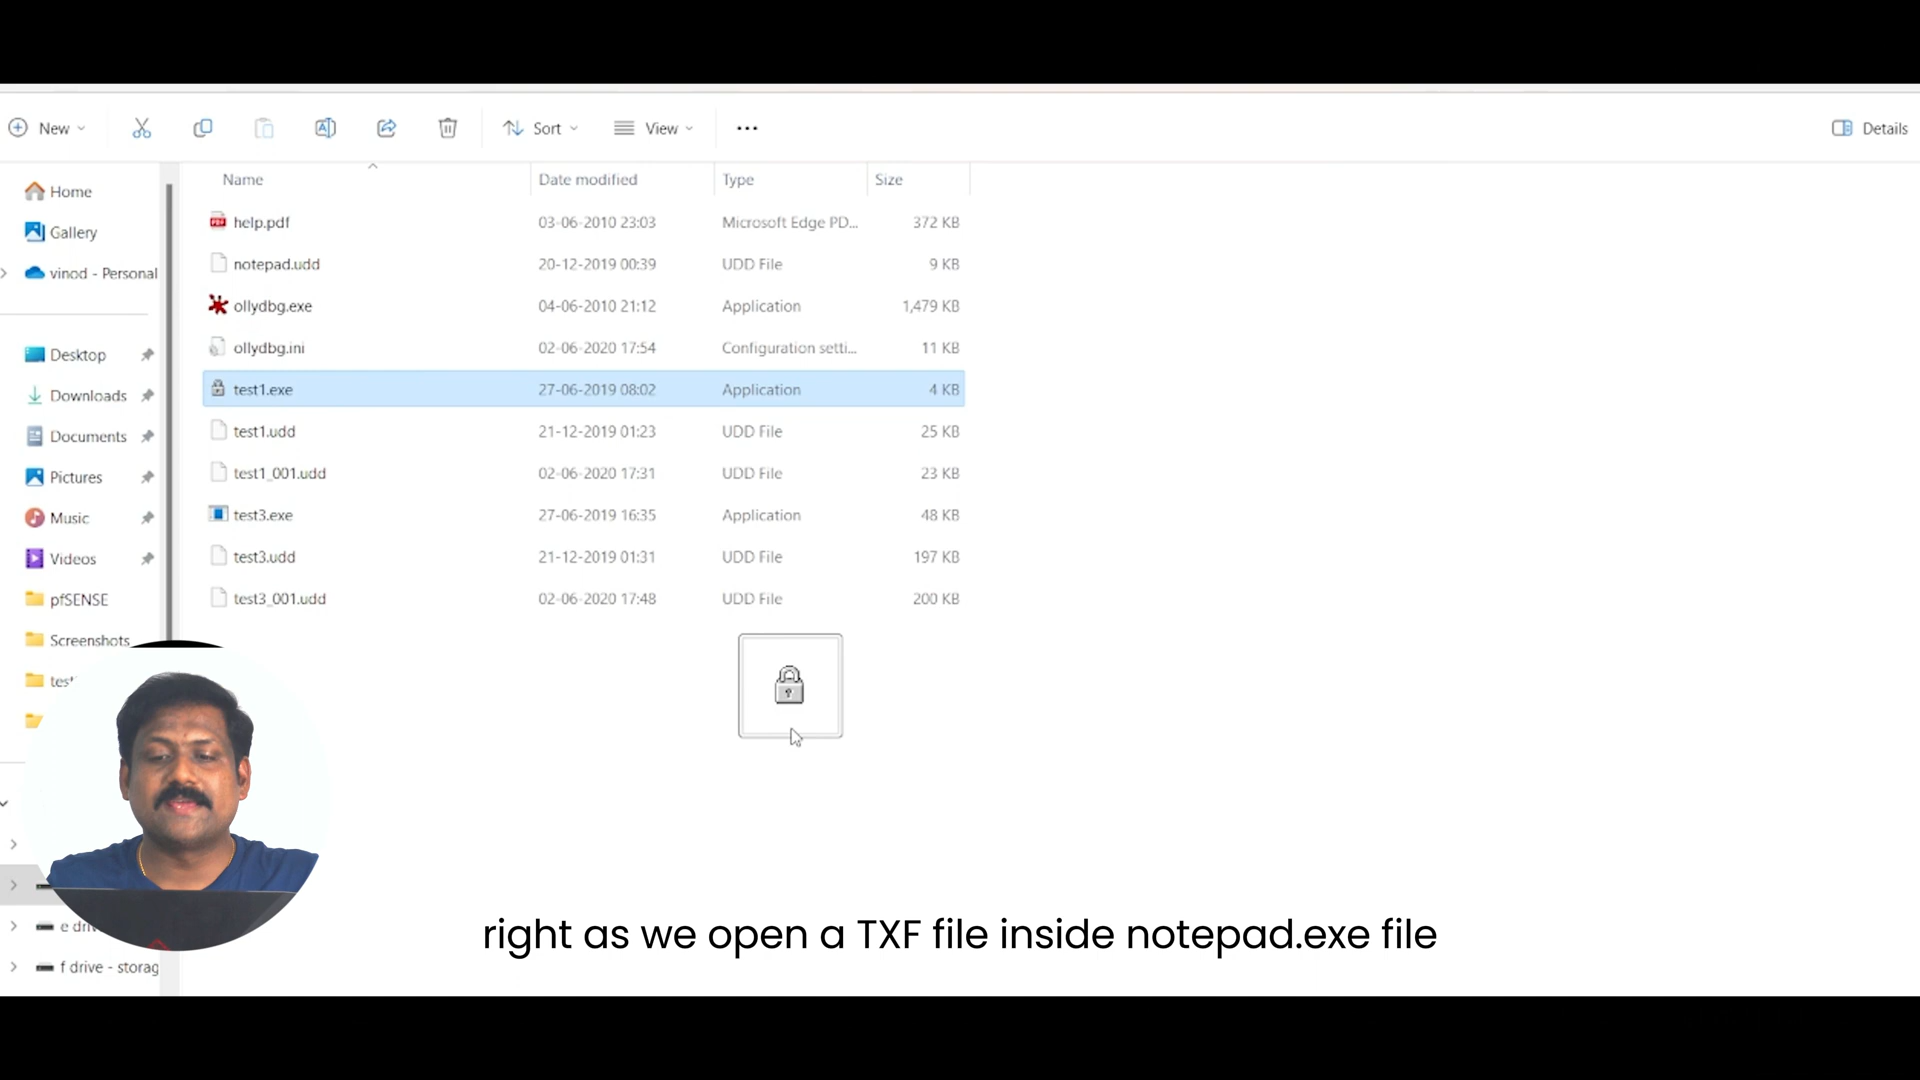 New
Sort
View
Details
Name Date modified Type Size
help.pdf 03-06-2010 23:03 Microsoft Edge PD... 372 KB
notepad.udd 20-12-2019 00:39 UDD File 9 KB
ollydbg.exe 04-06-2010 21:12 Application 1,479 KB
ollydbg.ini 02-06-2020 17:54 Configuration setti... 11 KB
test1.exe 27-06-2019 08:02 Application 4 KB
test1.udd 21-12-2019 01:23 UDD File 25 KB
test1_001.udd 02-06-2020 17:31 UDD File 23 KB
test3.exe 27-06-2019 16:35 Application 48 KB
test3.udd 21-12-2019 01:31 UDD File 197 KB
test3_001.udd 02-06-2020 17:48 UDD File 200 KB
Home
Gallery
vinod - Personal
Desktop
Downloads
Documents
Pictures
Music
Videos
pfSENSE
Screenshots
e
f drive - storag
right as we open a TXF file inside notepad.exe file